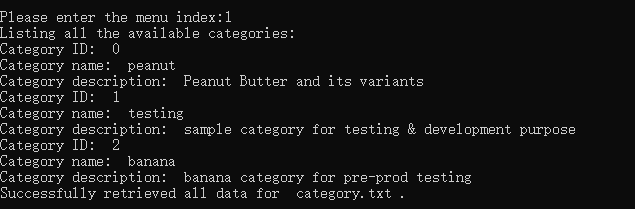 Please enter the menu index:1
Listing all the available categories:
Category ID:  0
Category name:  peanut
Category description:  Peanut Butter and its variants
Category ID:  1
Category name:  testing
Category description:  sample category for testing & development purpose
Category ID:  2
Category name:  banana
Category description:  banana category for pre-prod testing
Successfully retrieved all data for  category.txt .